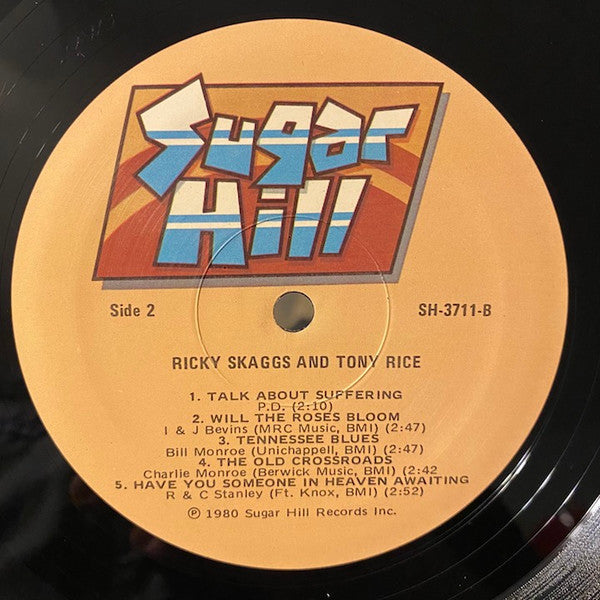 Sugar
Hill
Side 2
SH-3711-B
RICKY SKAGGS AND TONY RICE
1. TALK ABOUT SUFFERING
P.D. (2:10)
2. WILL THE ROSES BLOOM
I & J Bevins (MRC Music, BMI) (2:47)
3. TENNESSEE BLUES
Bill Monroe (Unichappell, BMI) (2:47)
4. THE OLD CROSSROADS
Charlie Monroe (Berwick Music, BMI) (2:42
5. HAVE YOU SOMEONE IN HEAVEN AWAITING
R & C Stanley (Ft. Knox, BMI) (2:52)
℗ 1980 Sugar Hill Records Inc.